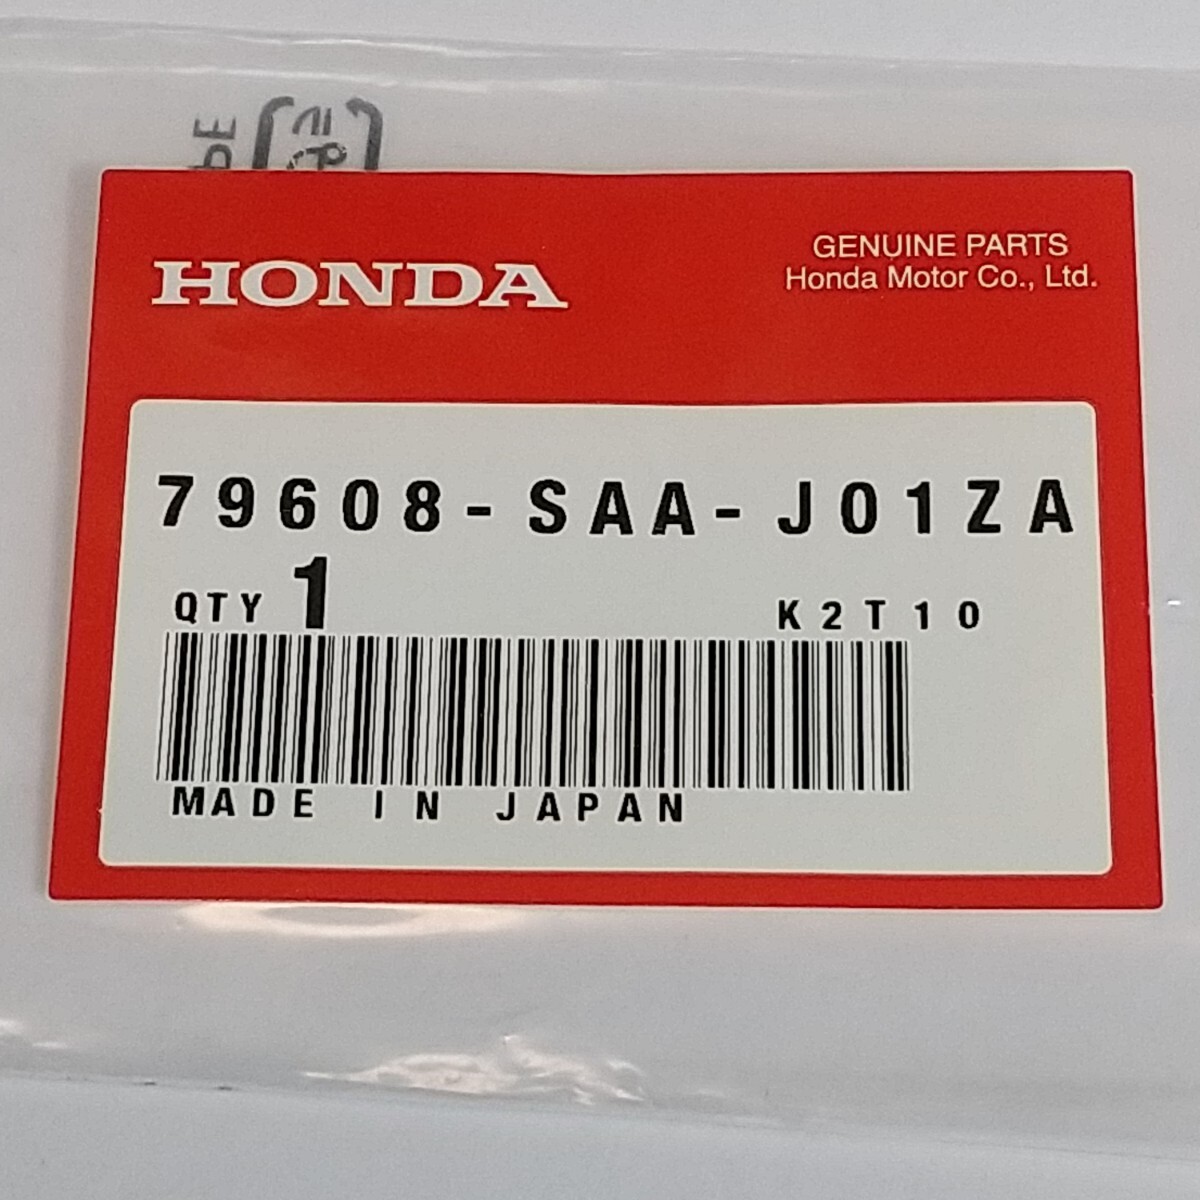 HONDA
GENUINE PARTS
Honda Motor Co., Ltd.
79608-SAA-J01ZA
QTY 1
K2T10
MADE IN JAPAN